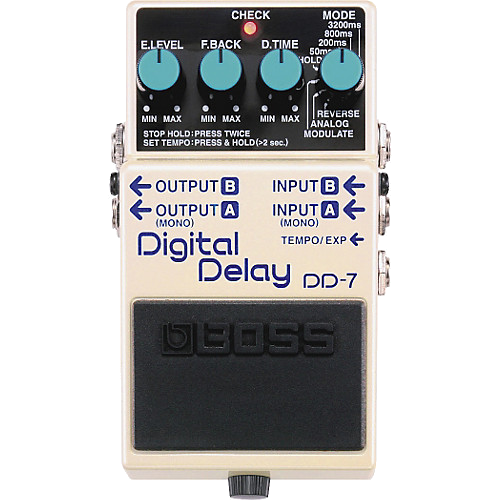 CHECK
MODE
3200ms
800ms
200ms
50ms
HOLD
E.LEVEL F.BACK D.TIME
REVERSE
ANALOG
MODULATE
MIN MAX MIN MAX MIN MAX
STOP HOLD:PRESS TWICE
SET TEMPO:PRESS & HOLD(>2 sec.)
← OUTPUT B INPUT B ←
← OUTPUT A INPUT A ←
(MONO) (MONO)
TEMPO/EXP ←
Digital
Delay DD-7
BOSS